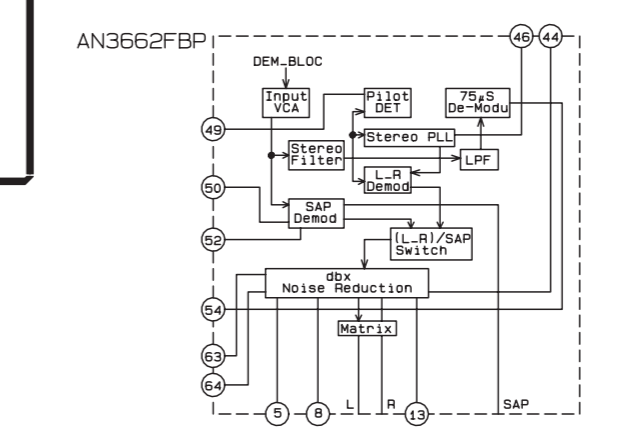 AN3662FBP
46 44
DEM_BLOC
Input
VCA
Pilot
DET
75µS
De-Modu
49
Stereo PLL
Stereo
Filter
LPF
L_R
Demod
50
SAP
Demod
52
(L_R)/SAP
Switch
dbx
Noise Reduction
54
Matrix
63
64
L R SAP
5 8 13